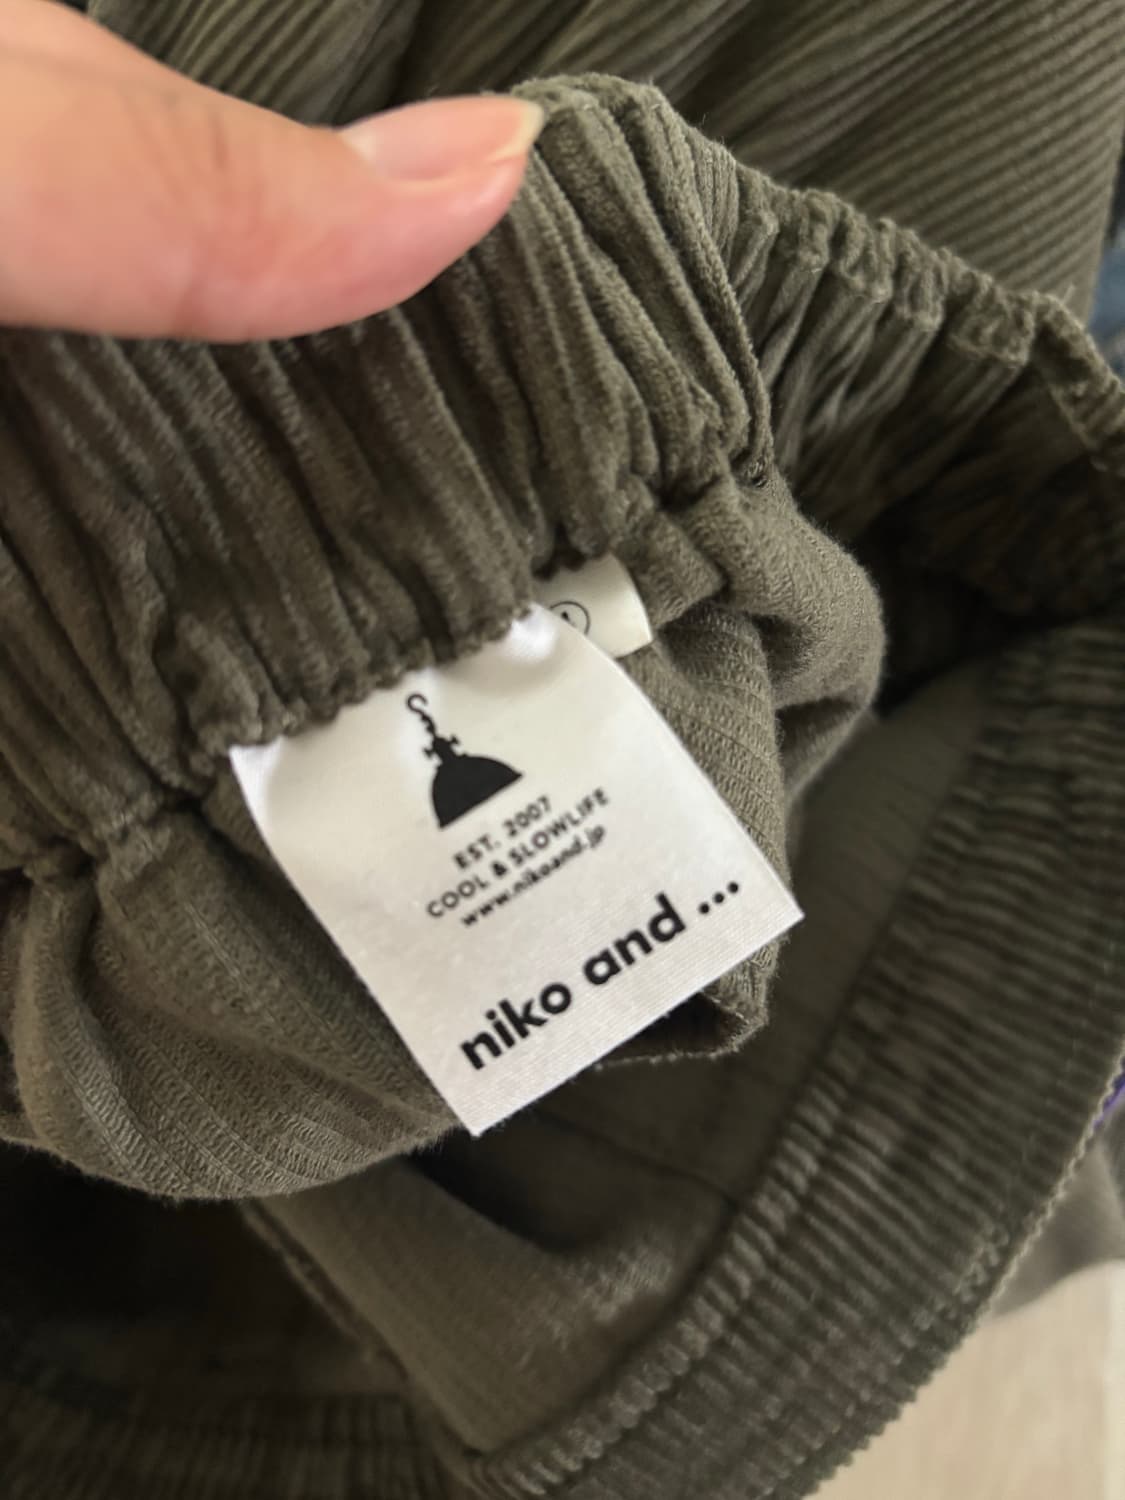 EST. 2007
COOL & SLOWLIFE
www.nikoand.jp
niko and ...